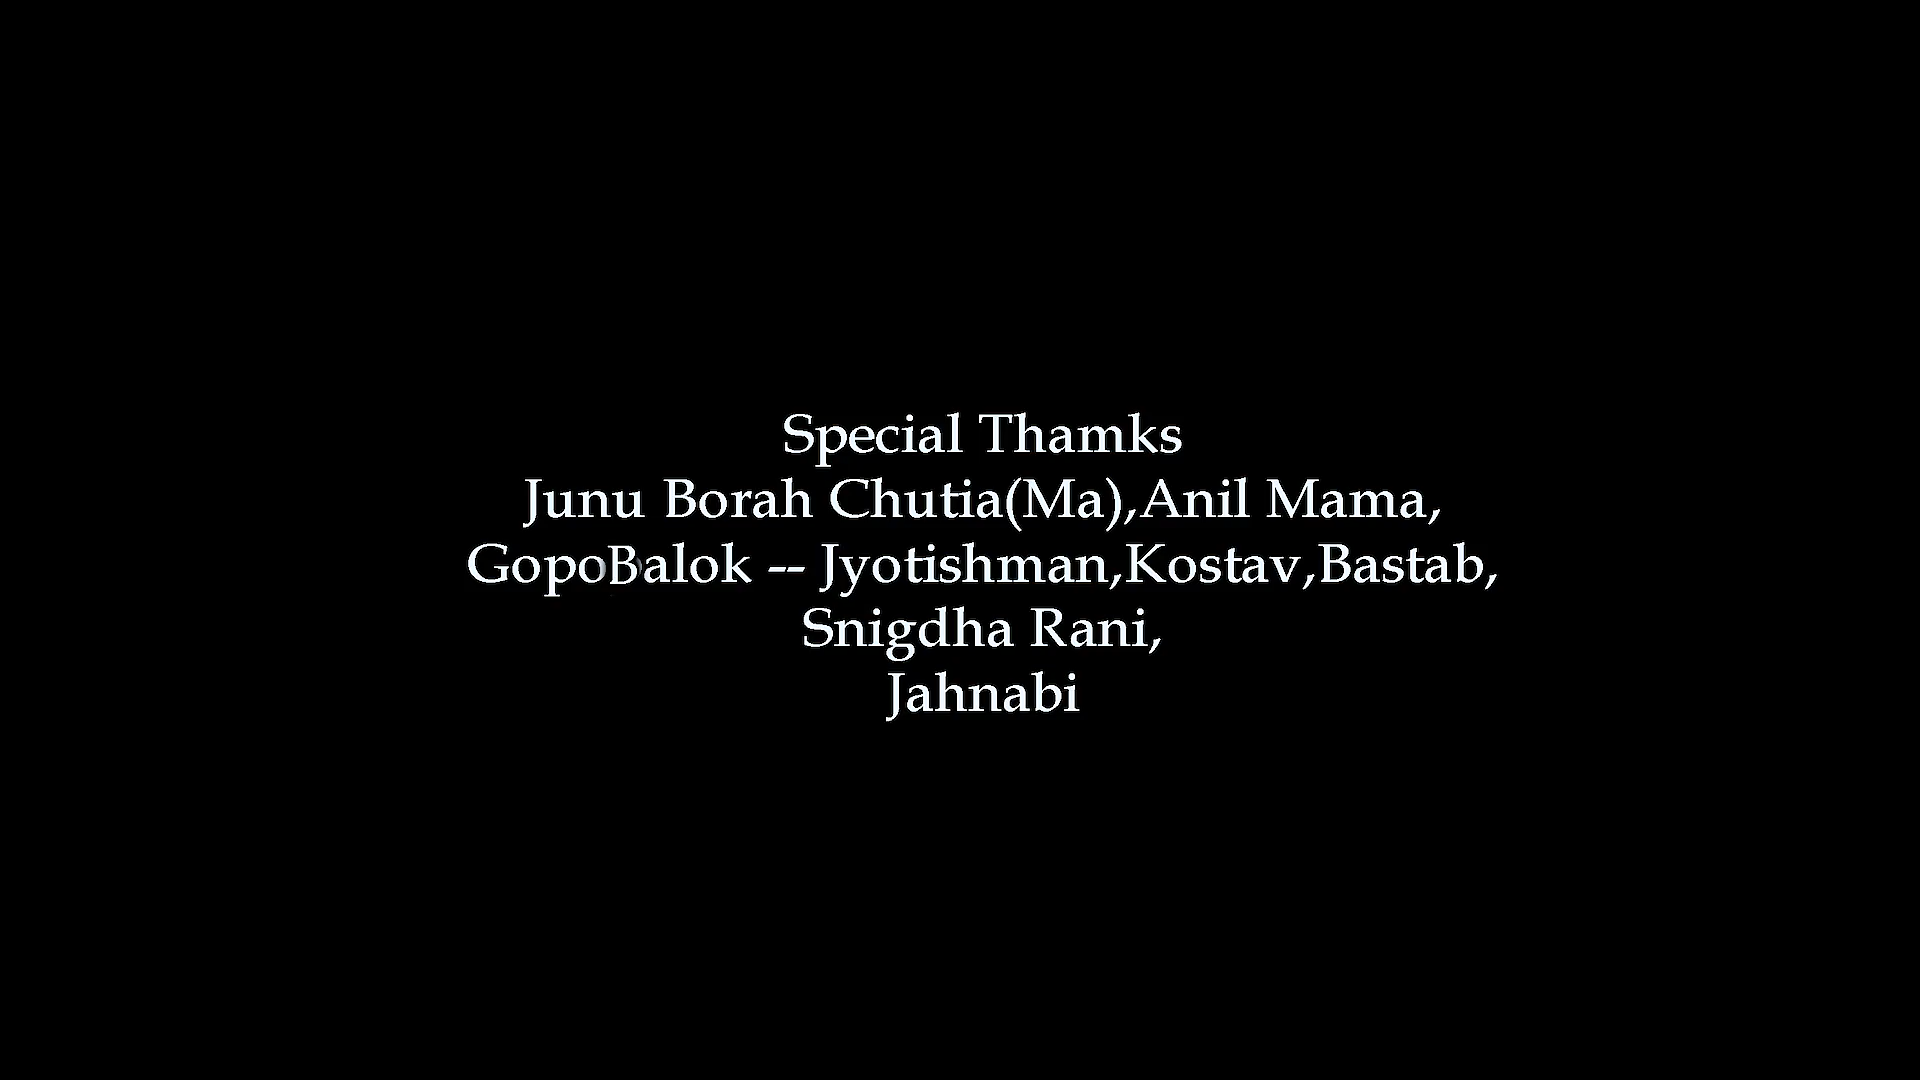 Special Thamks
Junu Borah Chutia(Ma),Anil Mama,
GopoBalok -- Jyotishman,Kostav,Bastab,
Snigdha Rani,
Jahnabi